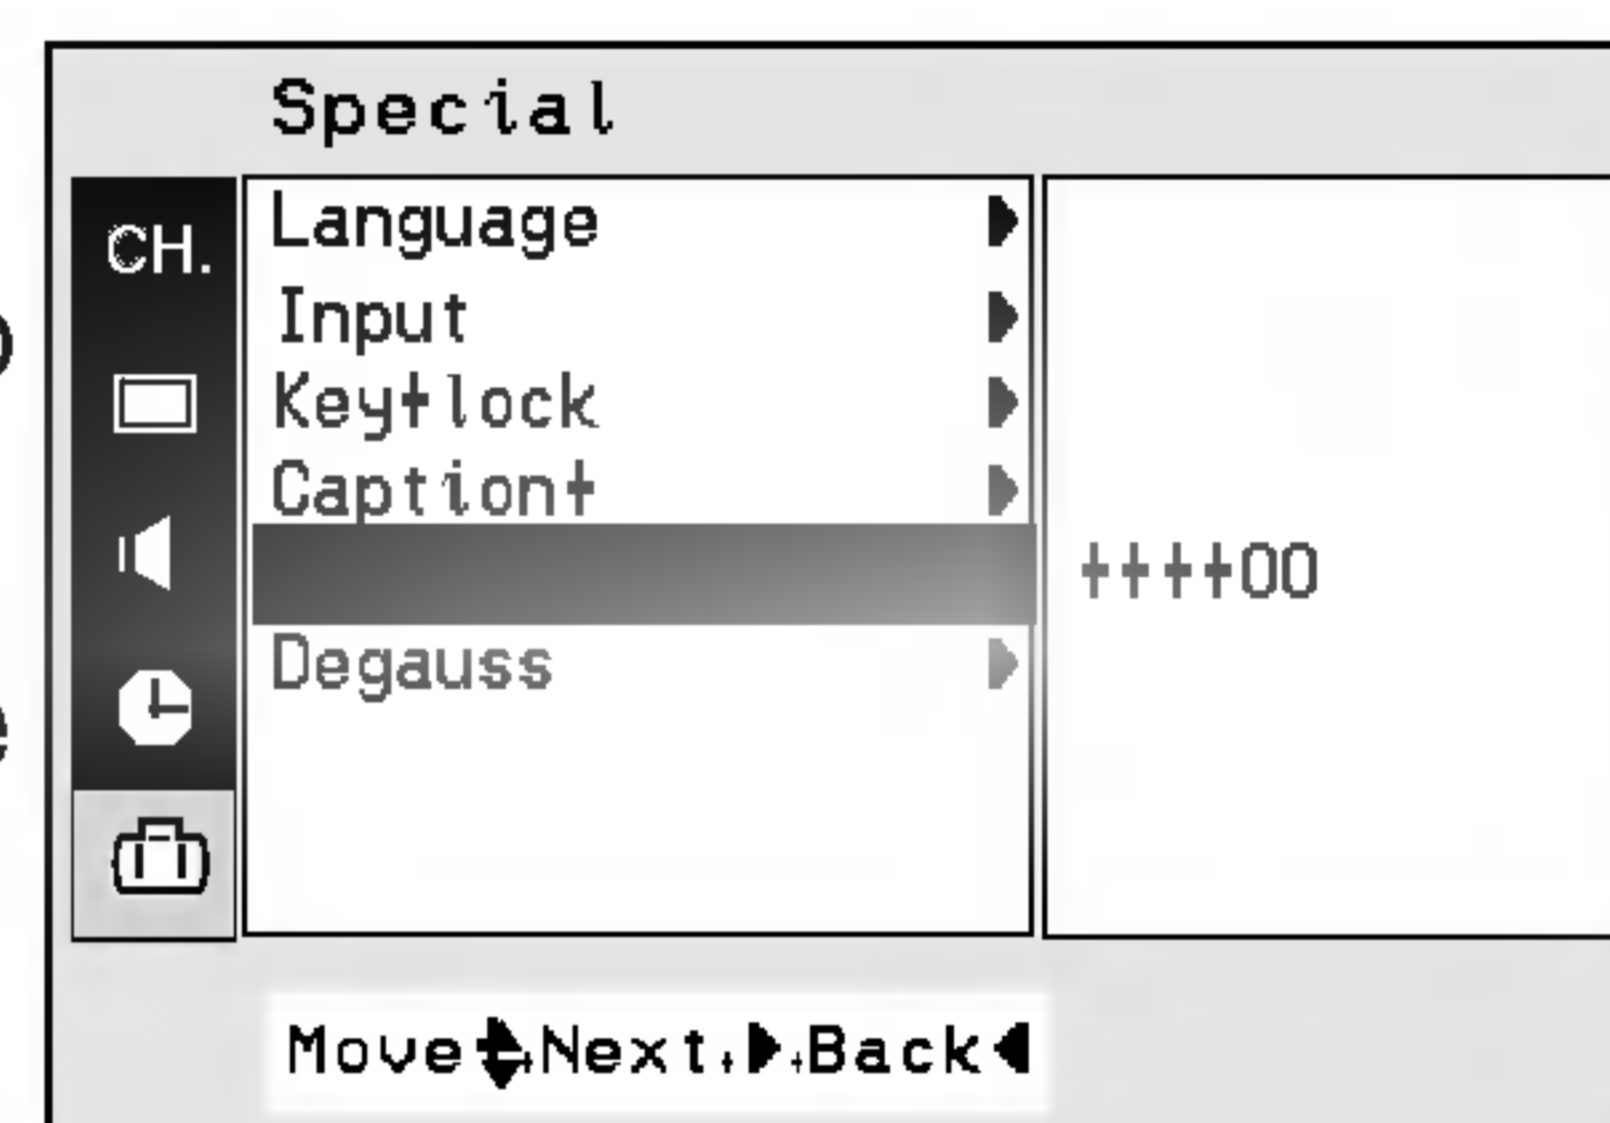 Special
CH.
Language
Input
Key lock
Caption
00
Degauss
Move Next Back